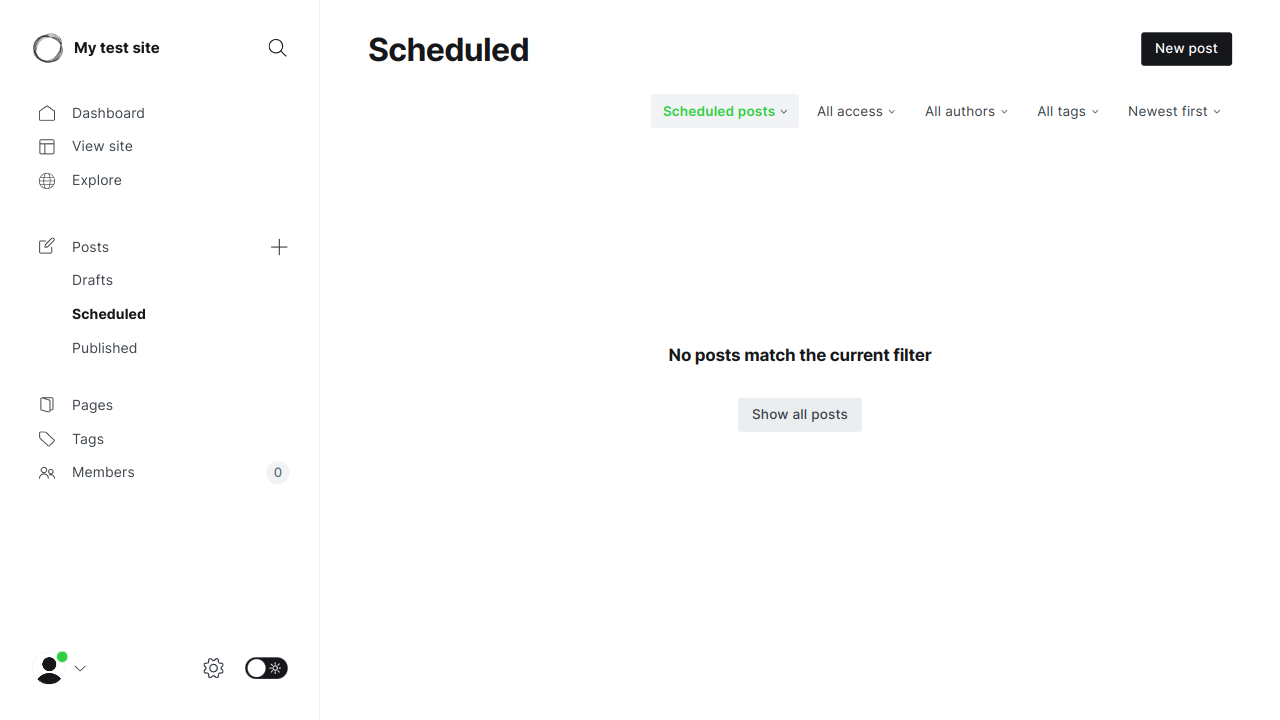 My test site
Dashboard
View site
Explore
Posts
Drafts
Scheduled
Published
Pages
Tags
Members 0
Scheduled
New post
Scheduled posts All access All authors All tags Newest first
No posts match the current filter
Show all posts